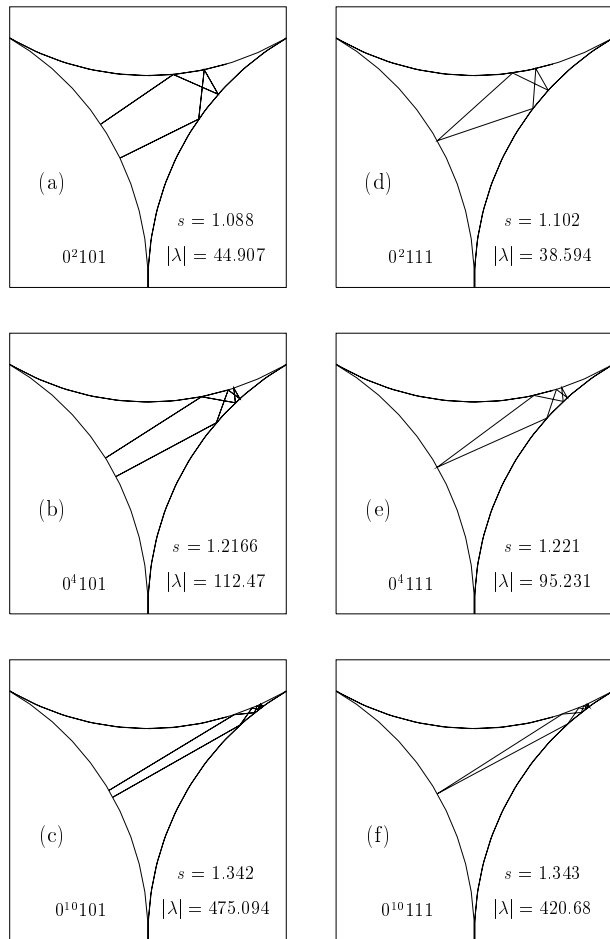 (a)
s = 1.088
0²101
|λ| = 44.907
(d)
s = 1.102
0²111
|λ| = 38.594
(b)
s = 1.2166
0⁴101
|λ| = 112.47
(e)
s = 1.221
0⁴111
|λ| = 95.231
(c)
s = 1.342
0¹⁰101
|λ| = 475.094
(f)
s = 1.343
0¹⁰111
|λ| = 420.68